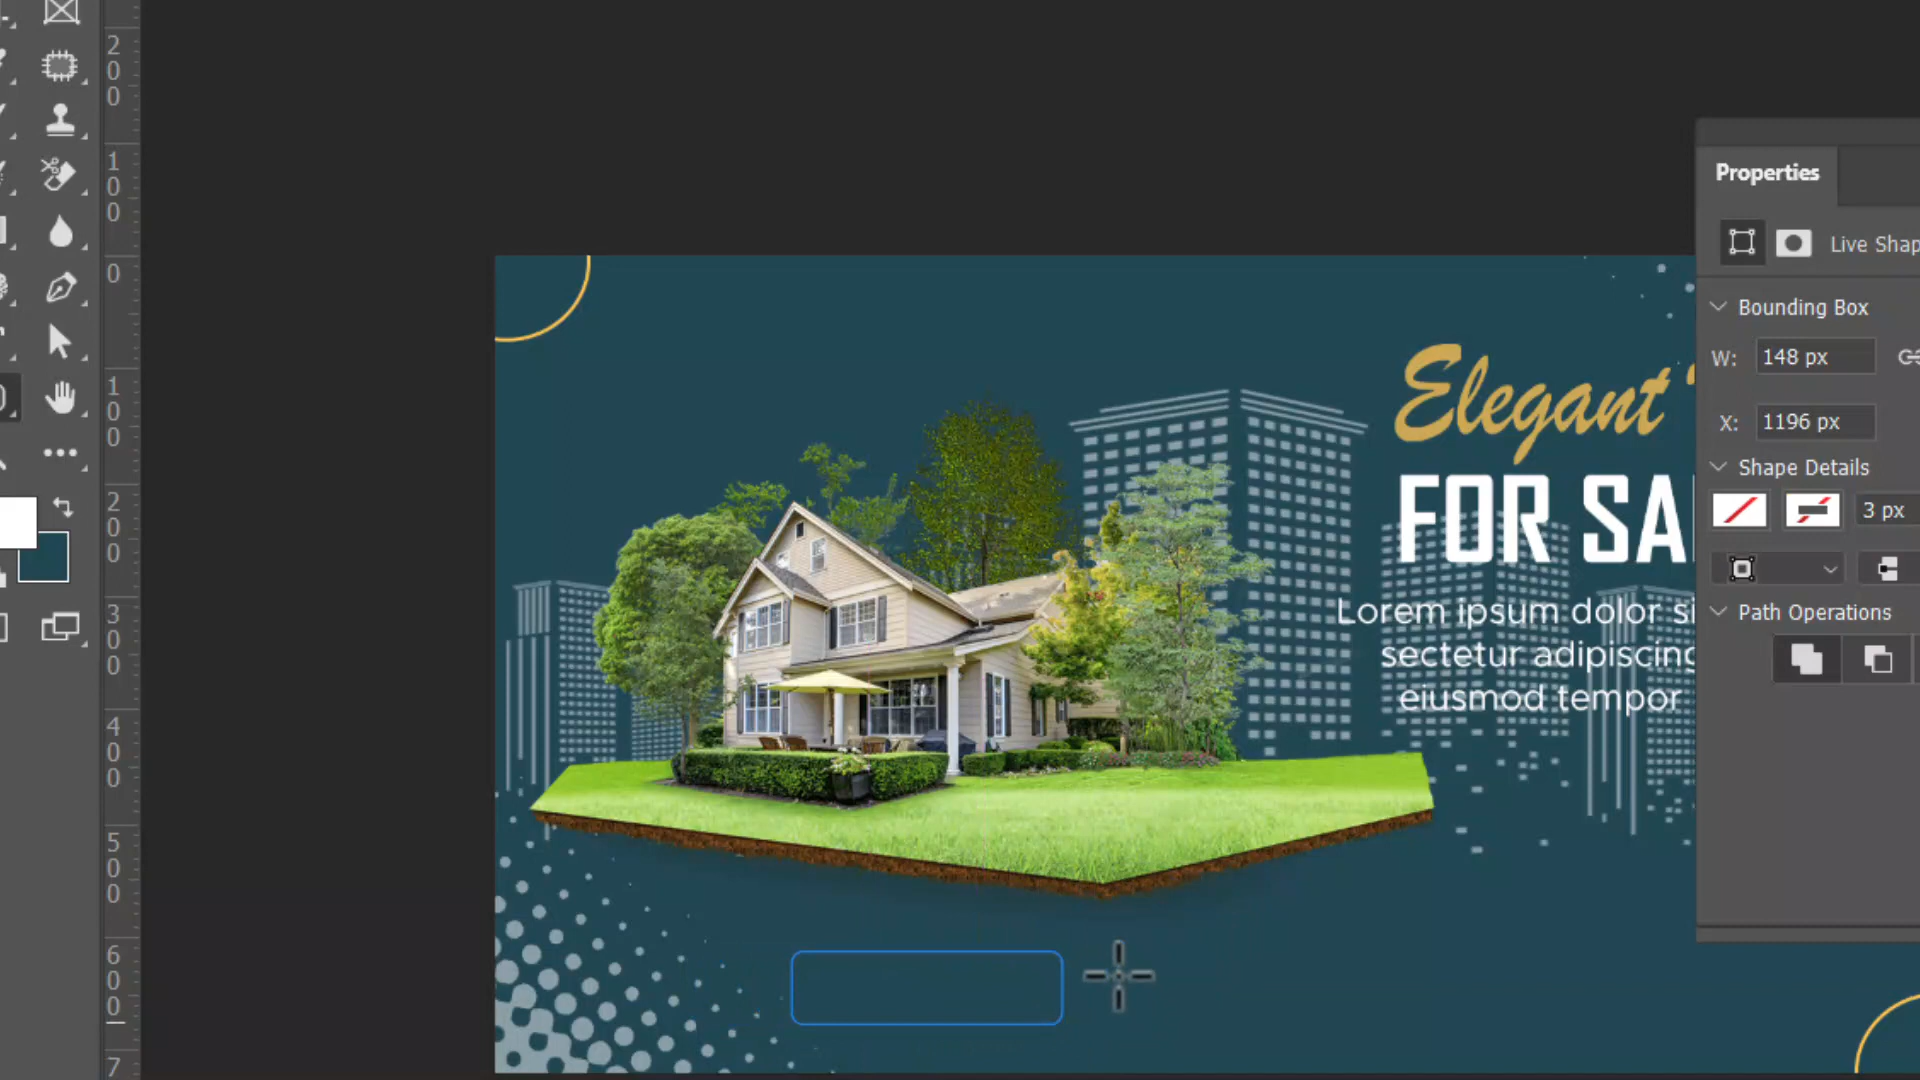 200
100
0
100
200
300
400
500
600
7
Properties
Live Shap
Bounding Box
W: 148 px
X: 1196 px
Shape Details
3 px
Path Operations
Elegant
FOR SA
Lorem ipsum dolor si
sectetur adipiscing
eiusmod tempor